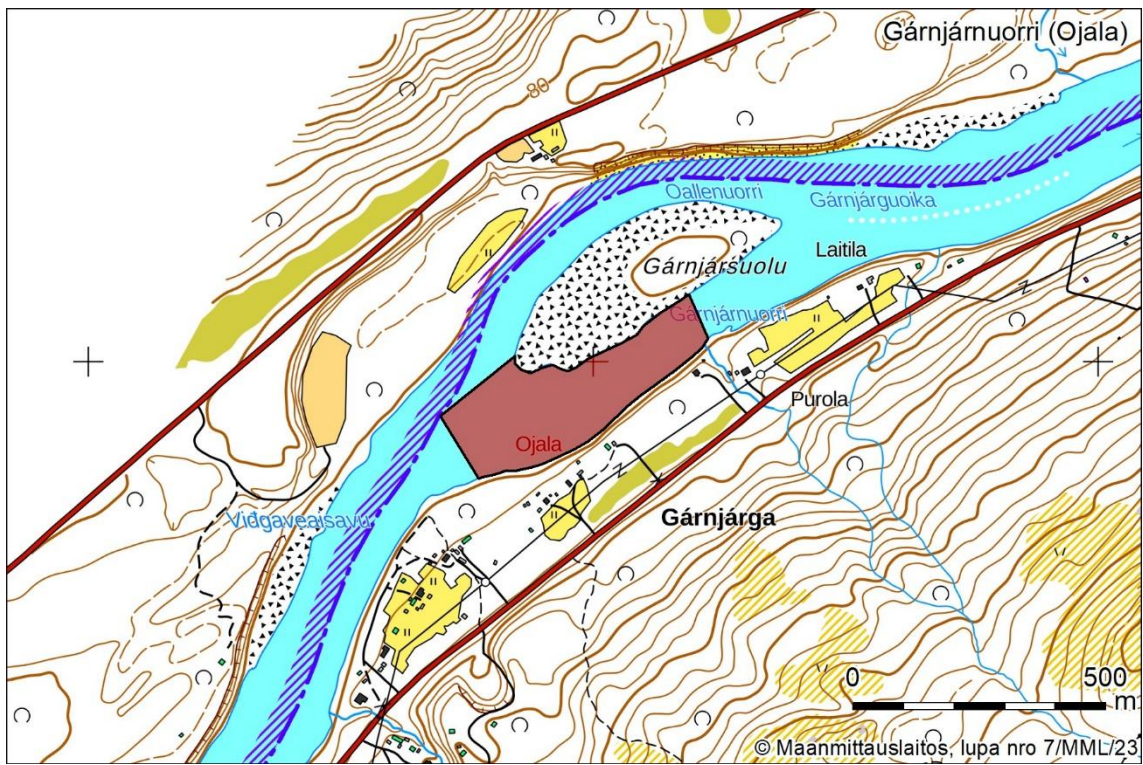 Gárnjárnuorri (Ojala)
80
Oallenuorri
Gárnjárguoika
Laitila
Gárnjársuolu
Gárnjárnuorri
Purola
Ojala
Gárnjárga
Vidgaveaisavu
0 500
m
© Maanmittauslaitos, lupa nro 7/MML/23